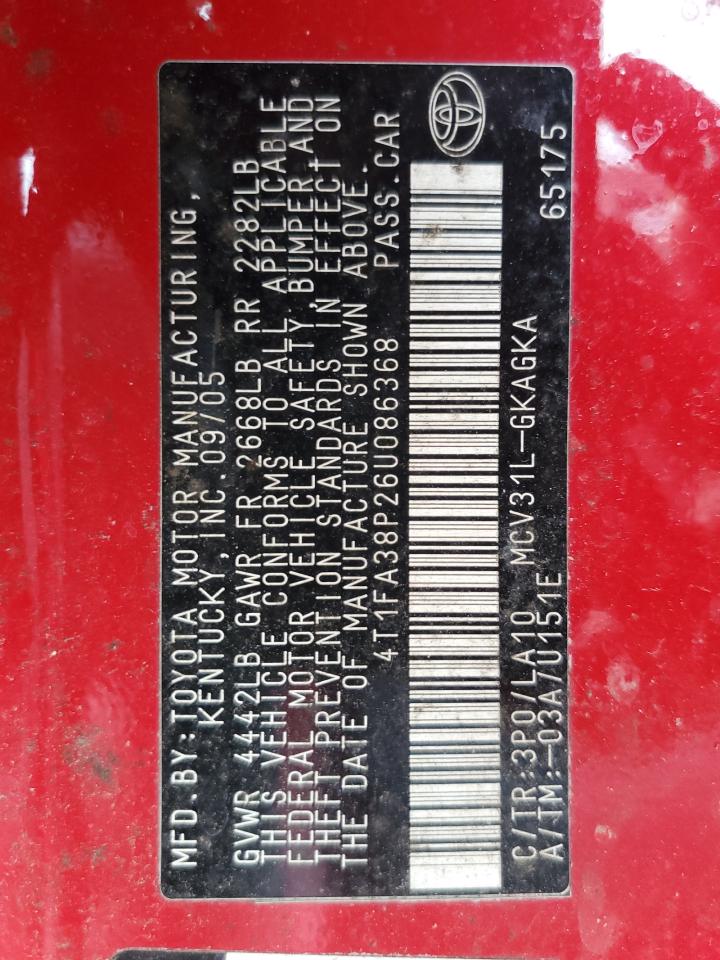 MFD.BY:TOYOTA MOTOR MANUFACTURING,
KENTUCKY,INC.09/05
GVWR 4442LB GAWR FR 2668LB RR 2282LB
THIS VEHICLE CONFORMS TO ALL APPLICABLE
FEDERAL MOTOR VEHICLE SAFETY,BUMPER,AND
THEFT PREVENTION STANDARDS IN EFFECT ON
THE DATE OF MANUFACTURE SHOWN ABOVE.
4T1FA38P26U086368 PASS.CAR
C/TR:3P0/LA10 MCV31L-GKAGKA
A/TM:-03A/U151E 65175